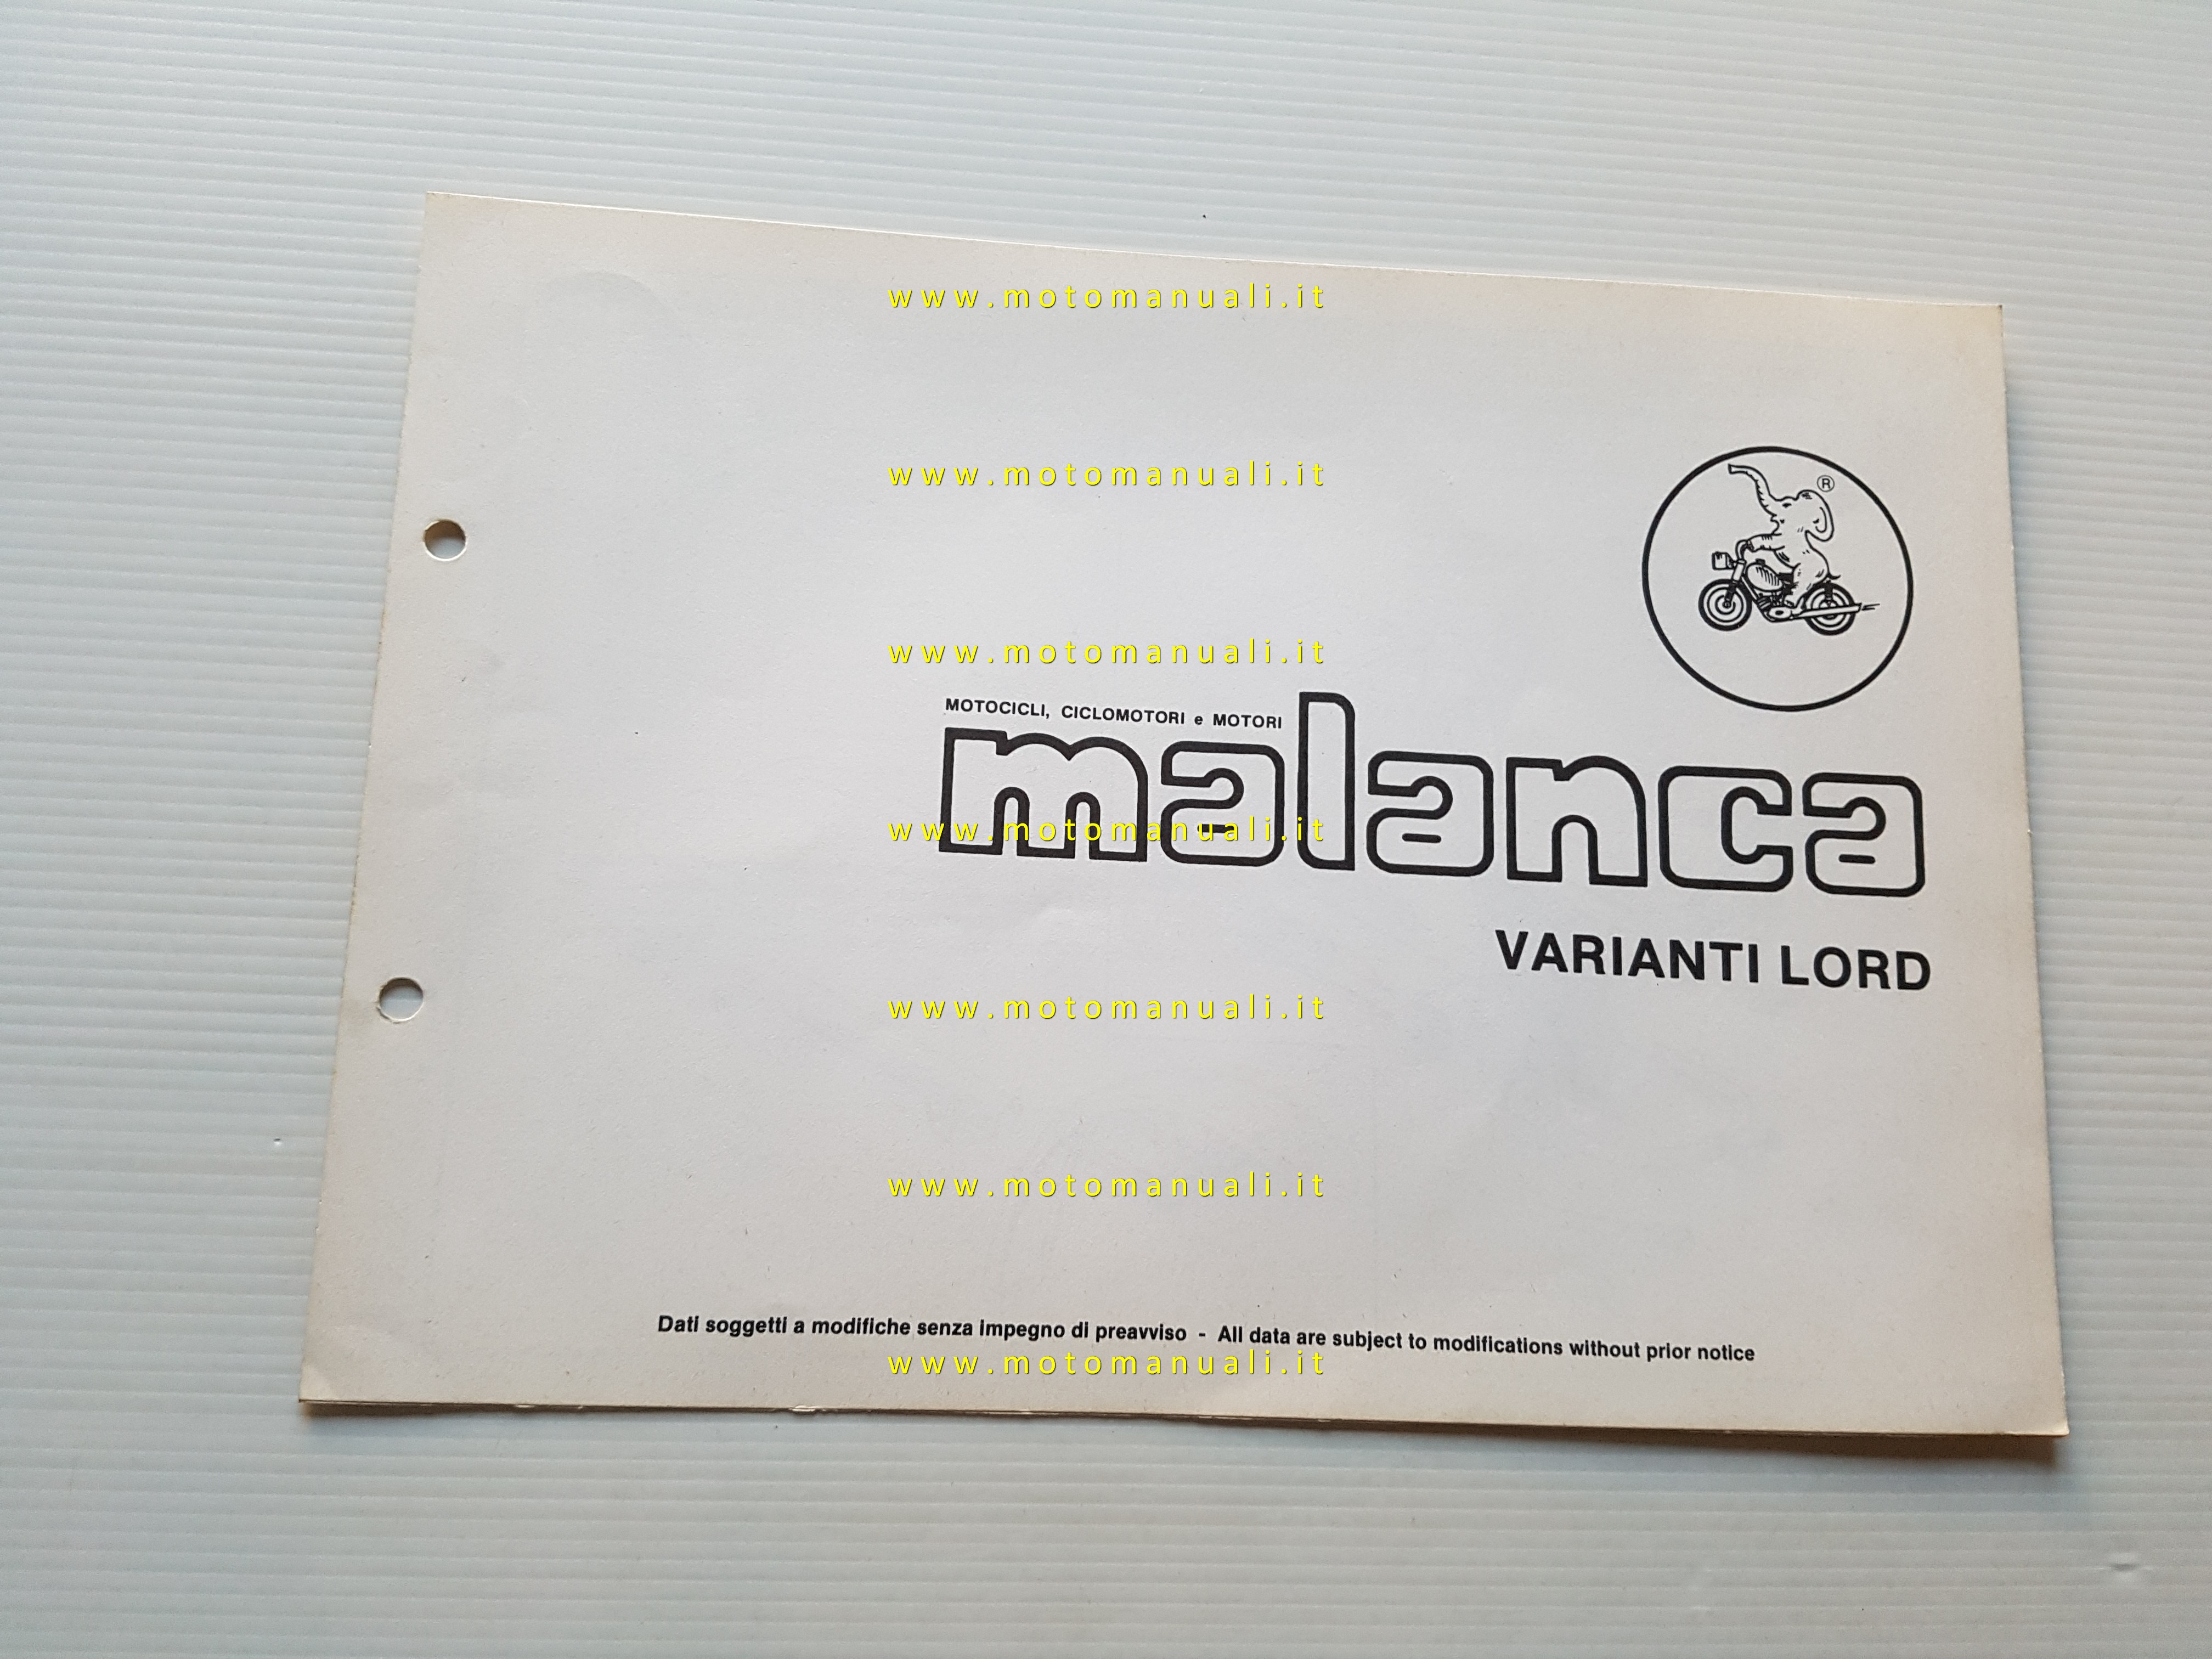 www.motomanuali.it
www.motomanuali.it
®
www.motomanuali.it
MOTOCICLI, CICLOMOTORI e MOTORI
malanca
www.motomanuali.it
VARIANTI LORD
www.motomanuali.it
www.motomanuali.it
Dati soggetti a modifiche senza impegno di preavviso - All data are subject to modifications without prior notice
www.motomanuali.it